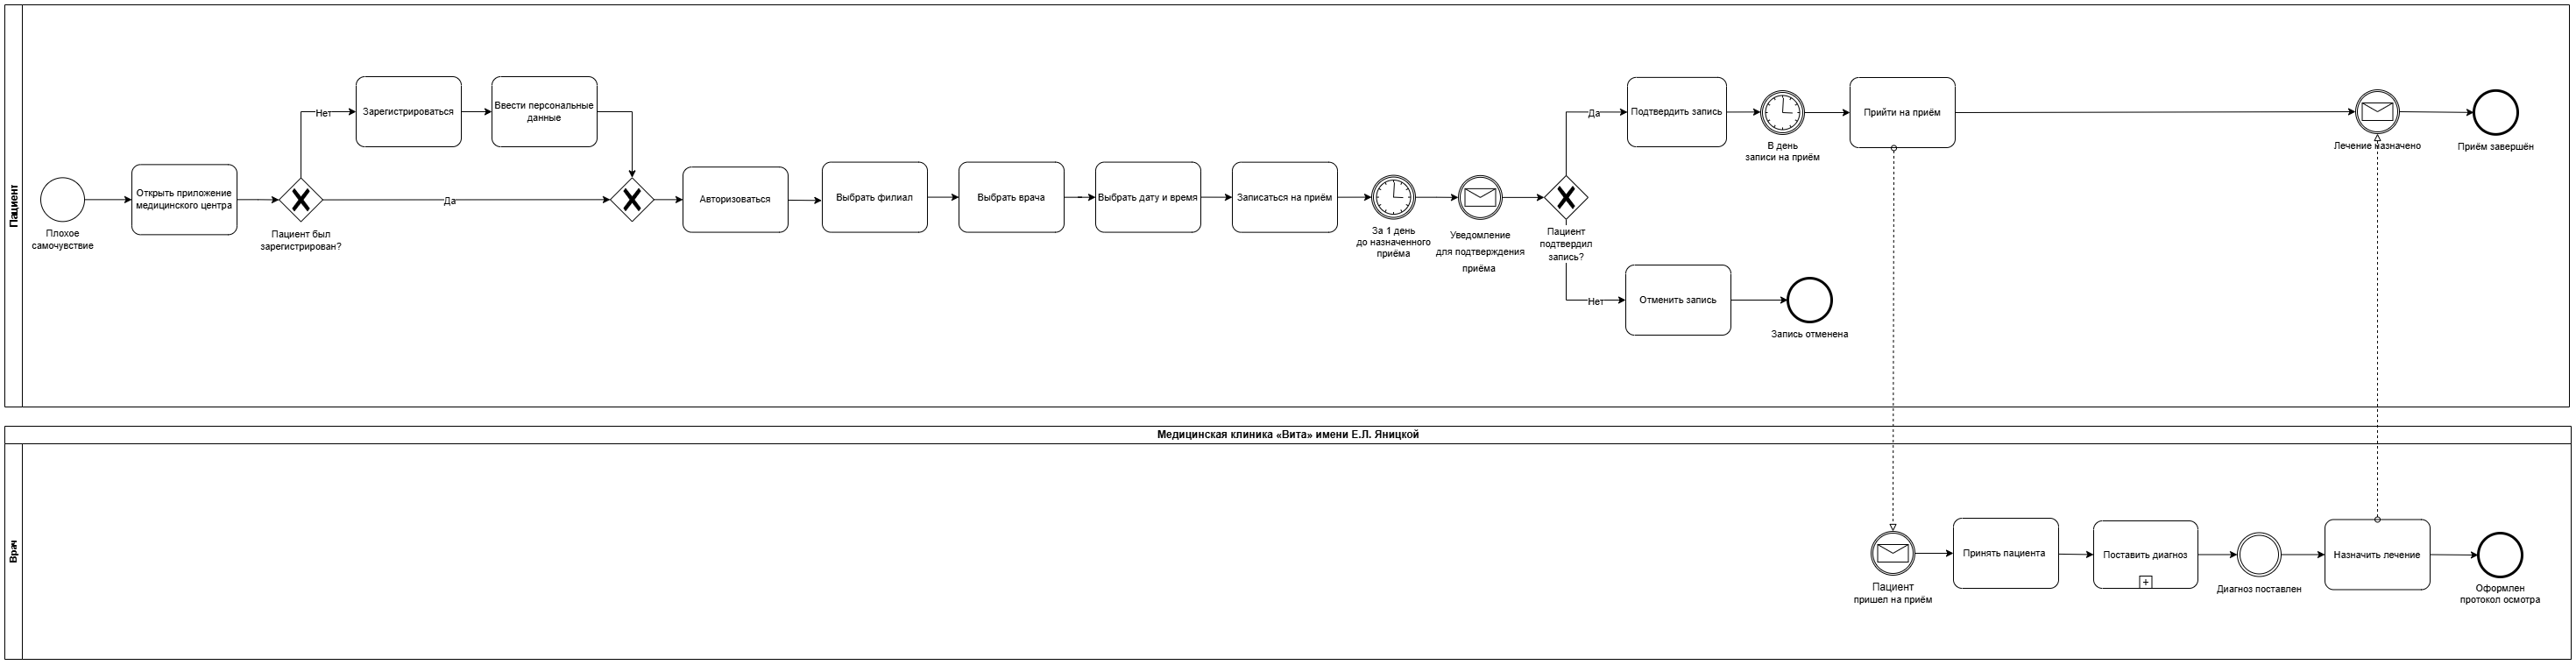 Пациент
Плохое
самочувствие
Открыть приложение
медицинского центра
Пациент был
зарегистрирован?
Нет
Зарегистрироваться
Ввести персональные
данные
Да
Авторизоваться
Выбрать филиал
Выбрать врача
Выбрать дату и время
Записаться на приём
За 1 день
до назначенного
приёма
Уведомление
для подтверждения
приёма
Пациент
подтвердил
запись?
Да
Подтвердить запись
В день
записи на приём
Прийти на приём
Лечение назначено
Приём завершён
Нет
Отменить запись
Запись отменена
Медицинская клиника «Вита» имени Е.Л. Яницкой
Врач
Пациент
пришел на приём
Принять пациента
Поставить диагноз
Диагноз поставлен
Назначить лечение
Оформлен
протокол осмотра